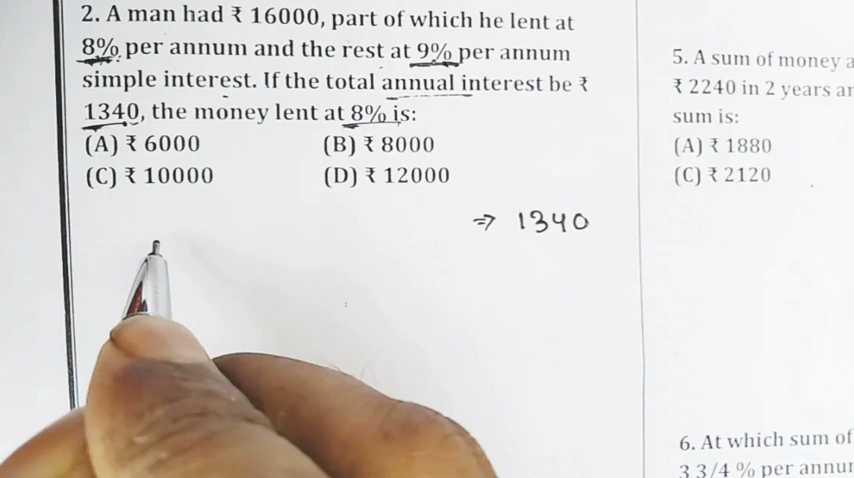 2. A man had ₹ 16000, part of which he lent at
8% per annum and the rest at 9% per annum
simple interest. If the total annual interest be ₹
1340, the money lent at 8% is:
(A) ₹ 6000 (B) ₹ 8000
(C) ₹ 10000 (D) ₹ 12000
⇒ 1340
5. A sum of money
₹ 2240 in 2 years
sum is:
(A) ₹ 1880
(C) ₹ 2120
6. At which sum of
3 3/4 % per